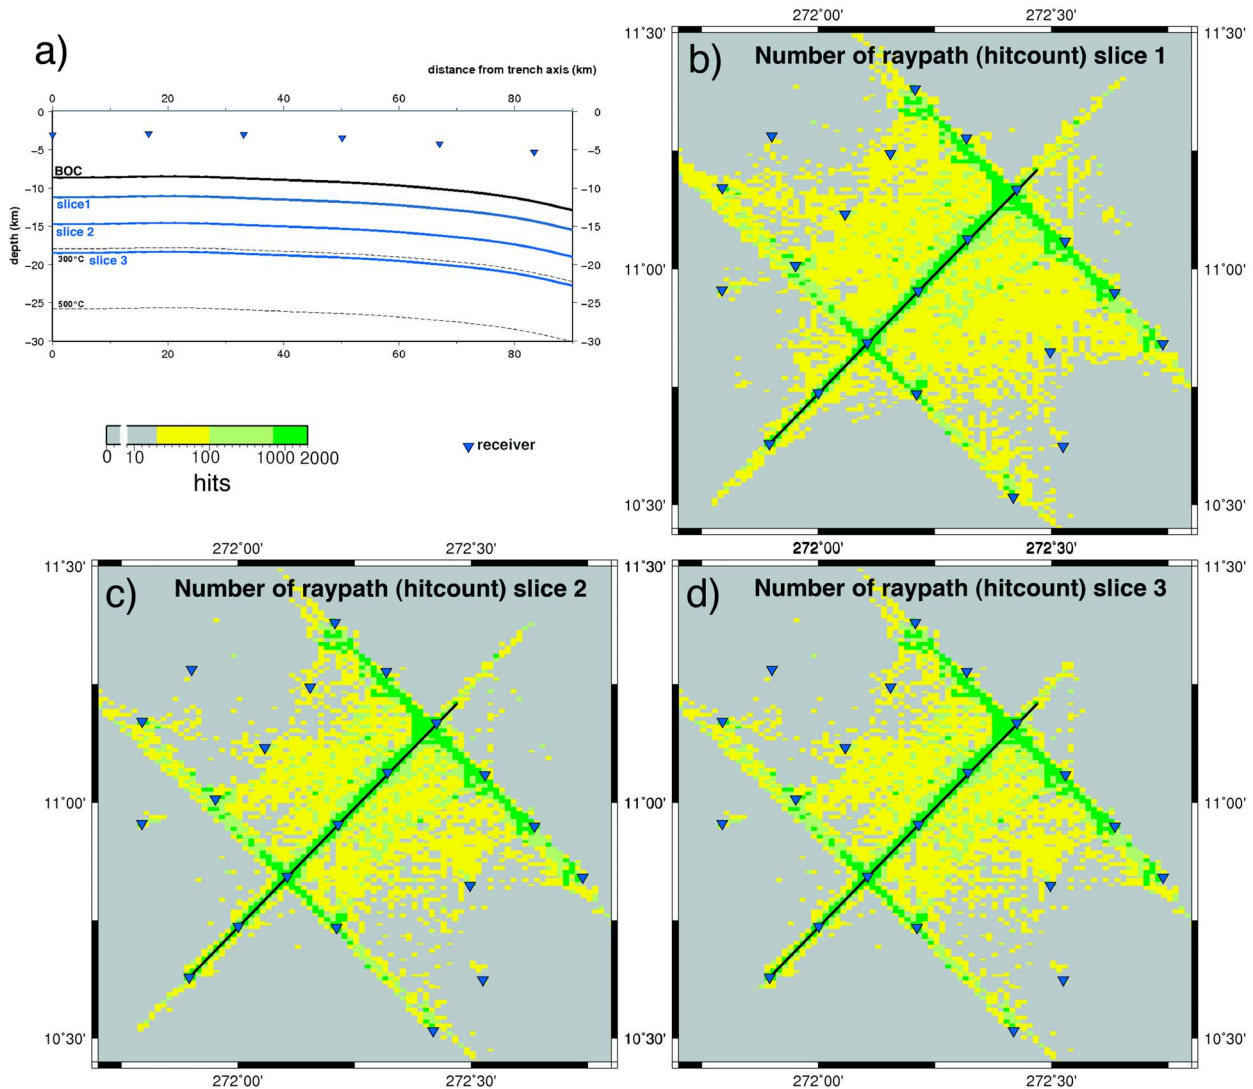 a)
distance from trench axis (km)
0 20 40 60 80
0 0
−5 −5
BOC
−10 −10
slice1
−15 −15
slice 2
depth (km)
300°C slice 3
−20 −20
−25 −25
500°C
−30 −30
0 20 40 60 80
0 10 100 1000 2000
hits
receiver
272°00' 272°30'
11°30' 11°30'
b) Number of raypath (hitcount) slice 1
11°00' 11°00'
10°30' 10°30'
272°00' 272°30'
272°00' 272°30'
11°30' 11°30'
c) Number of raypath (hitcount) slice 2
11°00' 11°00'
10°30' 10°30'
272°00' 272°30'
d) Number of raypath (hitcount) slice 3
11°00'
10°30'
272°00' 272°30'